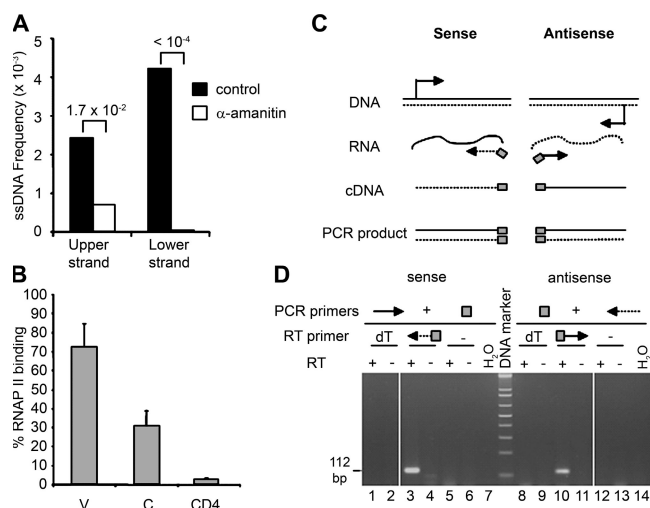 A
ssDNA Frequency (x 10⁻³)
5
4
3
2
1
0
1.7 x 10⁻²
< 10⁻⁴
control
α-amanitin
Upper strand
Lower strand
B
% RNAP II binding
100
90
80
70
60
50
40
30
20
10
0
V C CD4
C
Sense Antisense
DNA
RNA
cDNA
PCR product
D
sense antisense
PCR primers + +
RT primer dT - dT -
RT + - + - + - H₂O DNA marker + - + - + - H₂O
112
bp
1 2 3 4 5 6 7 8 9 10 11 12 13 14